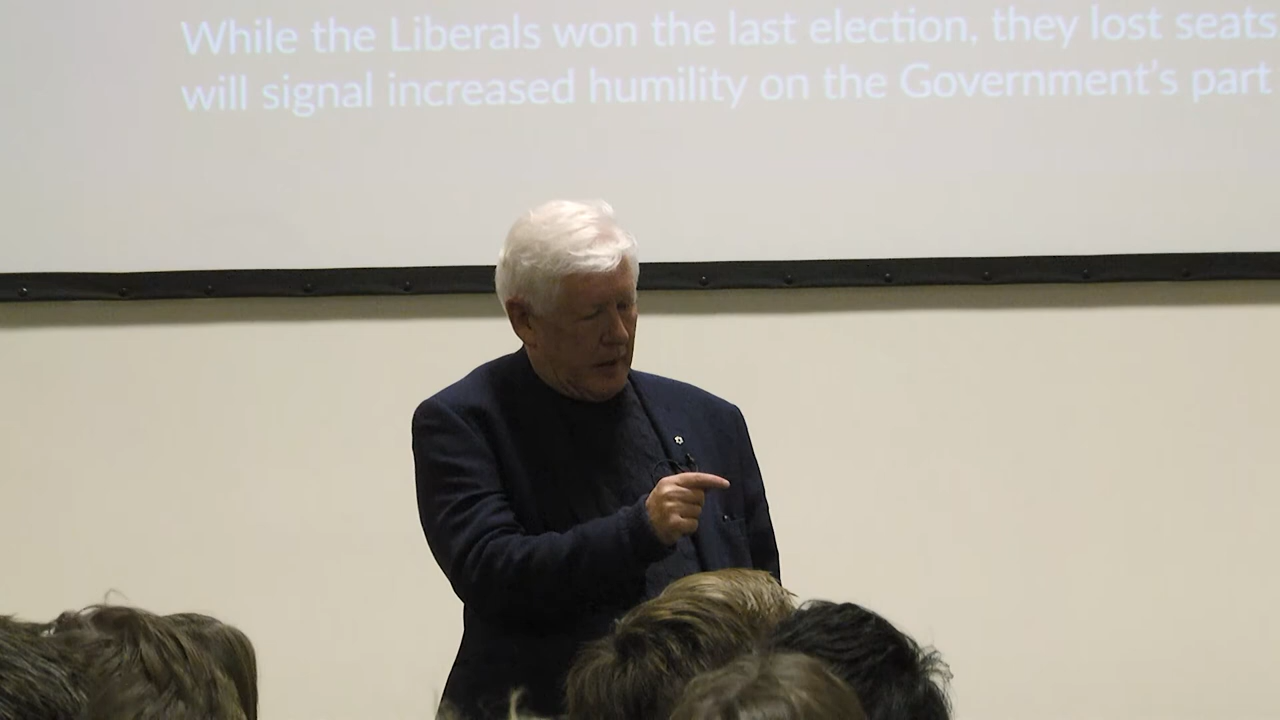 While the Liberals won the last election, they lost seats
will signal increased humility on the Government's part